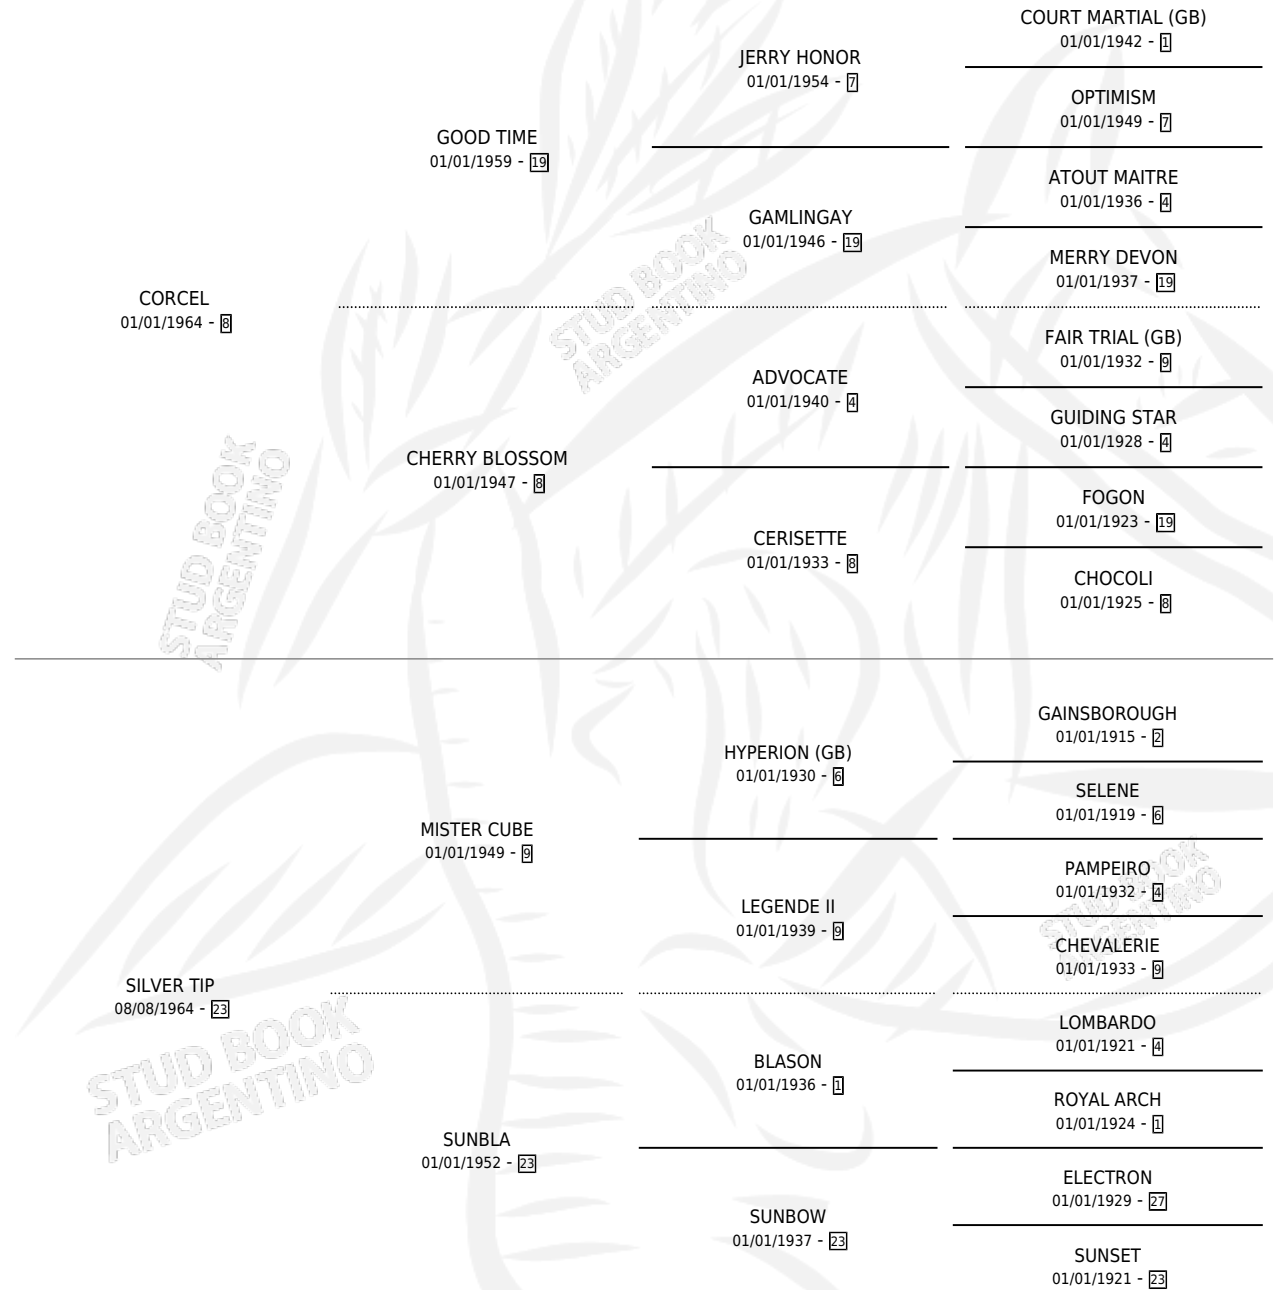 COURT MARTIAL (GB)
01/01/1942 - 1
JERRY HONOR
01/01/1954 - 7
OPTIMISM
01/01/1949 - 7
GOOD TIME
01/01/1959 - 19
ATOUT MAITRE
01/01/1936 - 4
GAMLINGAY
01/01/1946 - 19
MERRY DEVON
01/01/1937 - 19
CORCEL
01/01/1964 - 8
FAIR TRIAL (GB)
01/01/1932 - 9
ADVOCATE
01/01/1940 - 4
GUIDING STAR
01/01/1928 - 4
CHERRY BLOSSOM
01/01/1947 - 8
FOGON
01/01/1923 - 19
CERISETTE
01/01/1933 - 8
CHOCOLI
01/01/1925 - 8
GAINSBOROUGH
01/01/1915 - 2
HYPERION (GB)
01/01/1930 - 6
SELENE
01/01/1919 - 6
MISTER CUBE
01/01/1949 - 9
PAMPEIRO
01/01/1932 - 4
LEGENDE II
01/01/1939 - 9
CHEVALERIE
01/01/1933 - 9
SILVER TIP
08/08/1964 - 23
LOMBARDO
01/01/1921 - 4
BLASON
01/01/1936 - 1
ROYAL ARCH
01/01/1924 - 1
SUNBLA
01/01/1952 - 23
ELECTRON
01/01/1929 - 27
SUNBOW
01/01/1937 - 23
SUNSET
01/01/1921 - 23
STUD BOOK
ARGENTINO
STUD BOOK
ARGENTINO
STUD BOOK
ARGENTINO
STUD BOOK
ARGENTINO